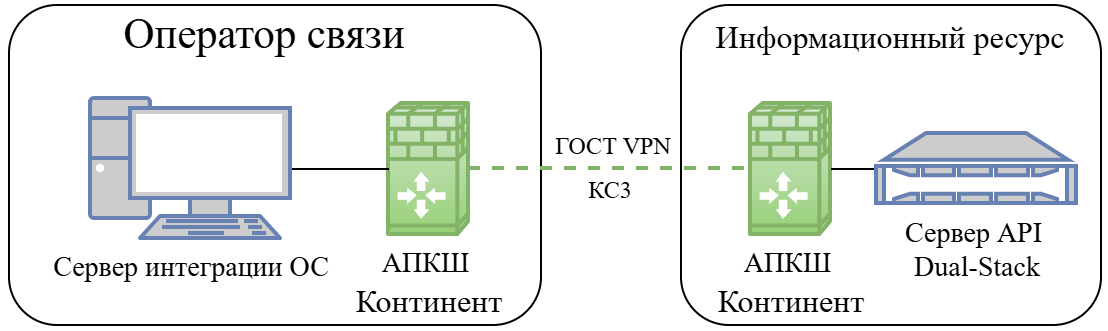 Оператор связи
Информационный ресурс
ГОСТ VPN
КС3
Сервер интеграции ОС
АПКШ
Континент
АПКШ
Континент
Сервер API
Dual-Stack